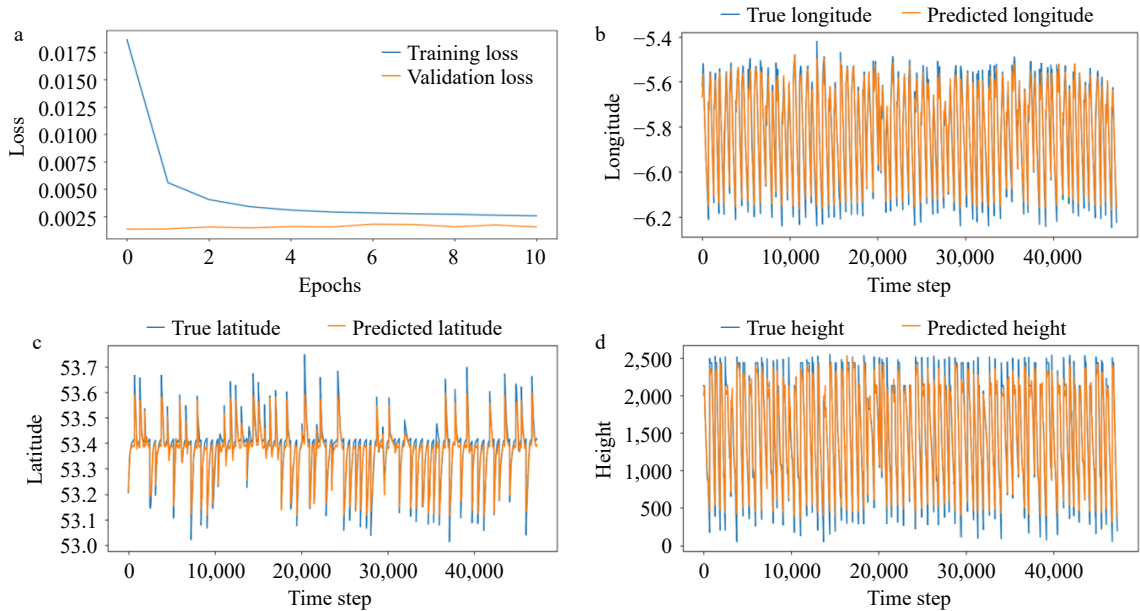 a
Training loss
Validation loss
0.0175
0.0150
0.0125
0.0100
0.0075
0.0050
0.0025
Loss
0 2 4 6 8 10
Epochs
True longitude Predicted longitude
b
−5.4
−5.6
−5.8
−6.0
−6.2
Longitude
0 10,000 20,000 30,000 40,000
Time step
True latitude Predicted latitude
c
53.7
53.6
53.5
53.4
53.3
53.2
53.1
53.0
Latitude
0 10,000 20,000 30,000 40,000
Time step
True height Predicted height
d
2,500
2,000
1,500
1,000
500
0
Height
0 10,000 20,000 30,000 40,000
Time step